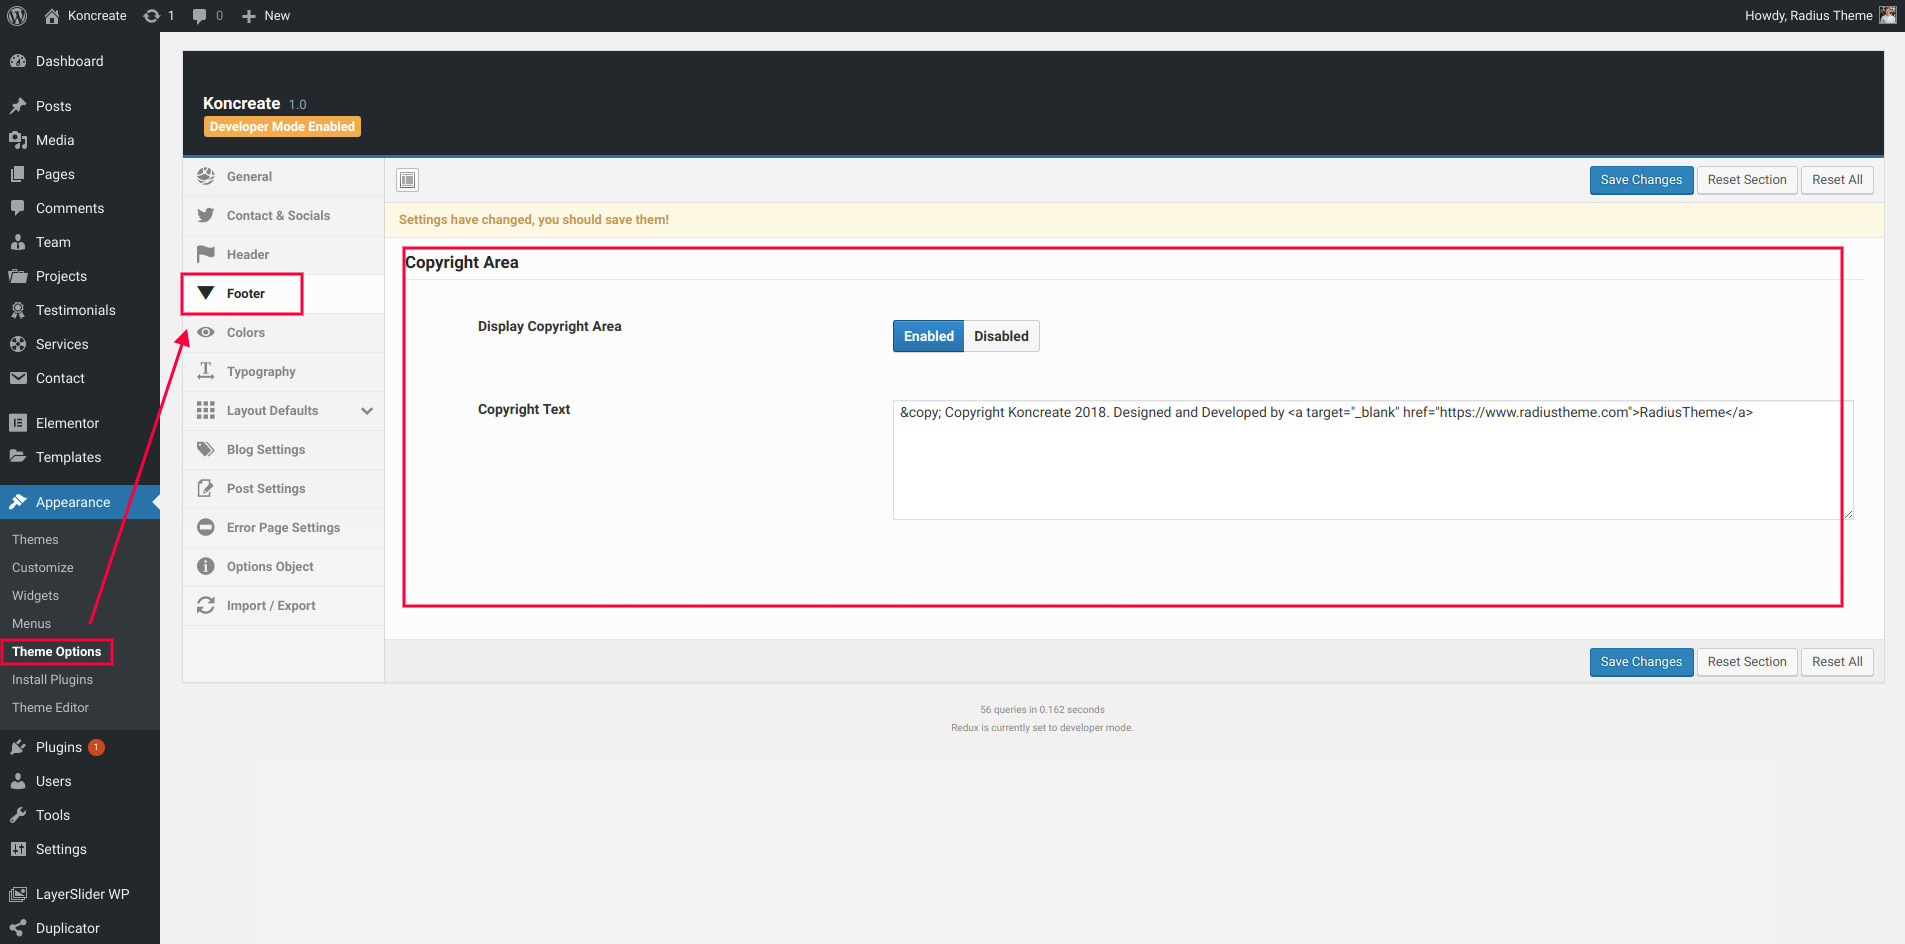 Koncreate 1 0 New Howdy, Radius Theme
Dashboard
Posts
Media
Pages
Comments
Team
Projects
Testimonials
Services
Contact
Elementor
Templates
Appearance
Themes
Customize
Widgets
Menus
Theme Options
Install Plugins
Theme Editor
Plugins 1
Users
Tools
Settings
LayerSlider WP
Duplicator
Koncreate 1.0
Developer Mode Enabled
General
Contact & Socials
Header
Footer
Colors
Typography
Layout Defaults
Blog Settings
Post Settings
Error Page Settings
Options Object
Import / Export
Save Changes Reset Section Reset All
Settings have changed, you should save them!
Copyright Area
Display Copyright Area Enabled Disabled
Copyright Text &copy; Copyright Koncreate 2018. Designed and Developed by <a target="_blank" href="https://www.radiustheme.com">RadiusTheme</a>
Save Changes Reset Section Reset All
56 queries in 0.162 seconds
Redux is currently set to developer mode.